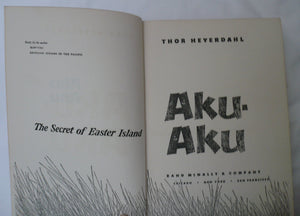 The Secret of Easter Island
THOR HEYERDAHL
Aku-
Aku
RAND McNALLY & COMPANY
CHICAGO • NEW YORK • SAN FRANCISCO